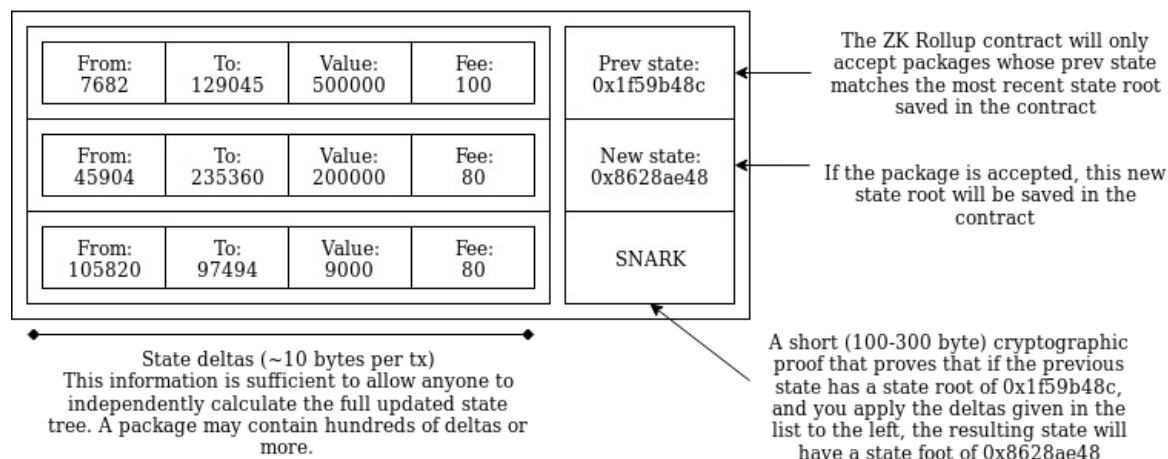 From:
7682
To:
129045
Value:
500000
Fee:
100
From:
45904
To:
235360
Value:
200000
Fee:
80
From:
105820
To:
97494
Value:
9000
Fee:
80
Prev state:
0x1f59b48c
New state:
0x8628ae48
SNARK
The ZK Rollup contract will only
accept packages whose prev state
matches the most recent state root
saved in the contract
If the package is accepted, this new
state root will be saved in the
contract
State deltas (~10 bytes per tx)
This information is sufficient to allow anyone to
independently calculate the full updated state
tree. A package may contain hundreds of deltas or
more.
A short (100-300 byte) cryptographic
proof that proves that if the previous
state has a state root of 0x1f59b48c,
and you apply the deltas given in the
list to the left, the resulting state will
have a state foot of 0x8628ae48